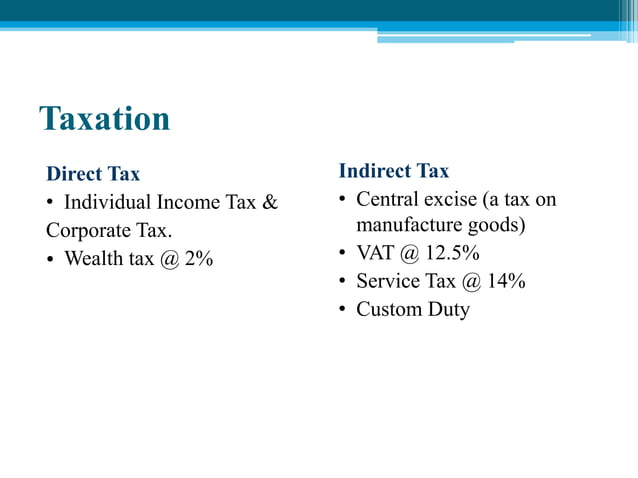 Taxation
Direct Tax
• Individual Income Tax &
Corporate Tax.
• Wealth tax @ 2%
Indirect Tax
• Central excise (a tax on
manufacture goods)
• VAT @ 12.5%
• Service Tax @ 14%
• Custom Duty